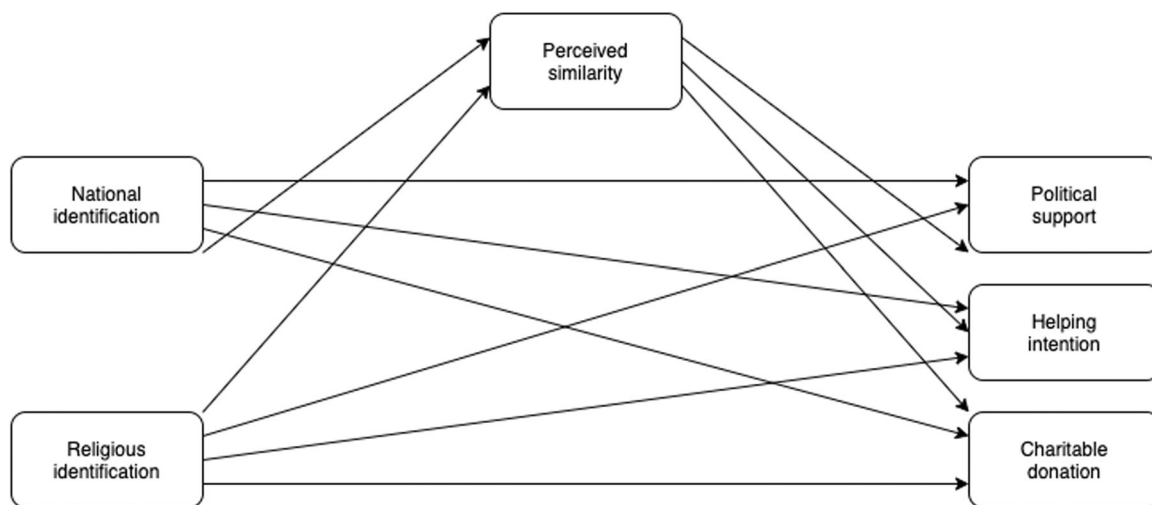 Perceived
similarity
National
identification
Political
support
Helping
intention
Religious
identification
Charitable
donation